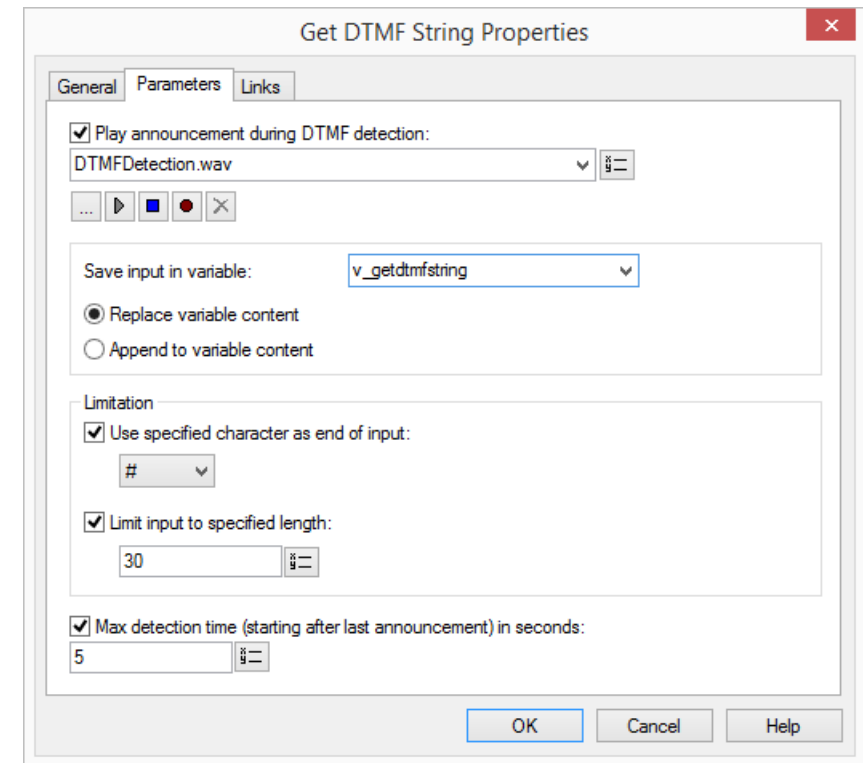 Get DTMF String Properties
General Parameters Links
Play announcement during DTMF detection:
DTMFDetection.wav
...
Save input in variable: v_getdtmfstring
Replace variable content
Append to variable content
Limitation
Use specified character as end of input:
#
Limit input to specified length:
30
Max detection time (starting after last announcement) in seconds:
5
OK Cancel Help